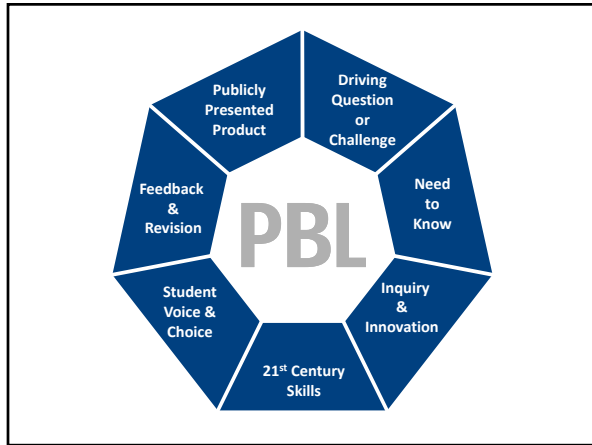 Driving
Question
or
Challenge
Need
to
Know
Inquiry
&
Innovation
21st Century
Skills
Student
Voice &
Choice
Feedback
&
Revision
Publicly
Presented
Product
PBL